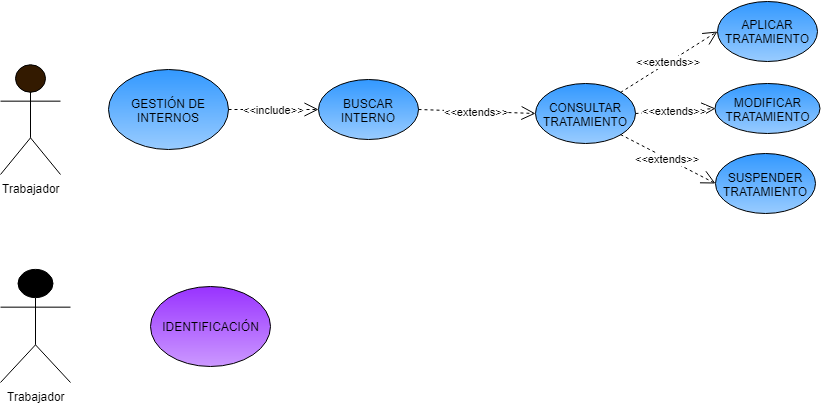 APLICAR
TRATAMIENTO
<<extends>>
GESTIÓN DE
INTERNOS
<<include>>
BUSCAR
INTERNO
<<extends>>
CONSULTAR
TRATAMIENTO
<<extends>>
MODIFICAR
TRATAMIENTO
<<extends>>
SUSPENDER
TRATAMIENTO
Trabajador
IDENTIFICACIÓN
Trabajador